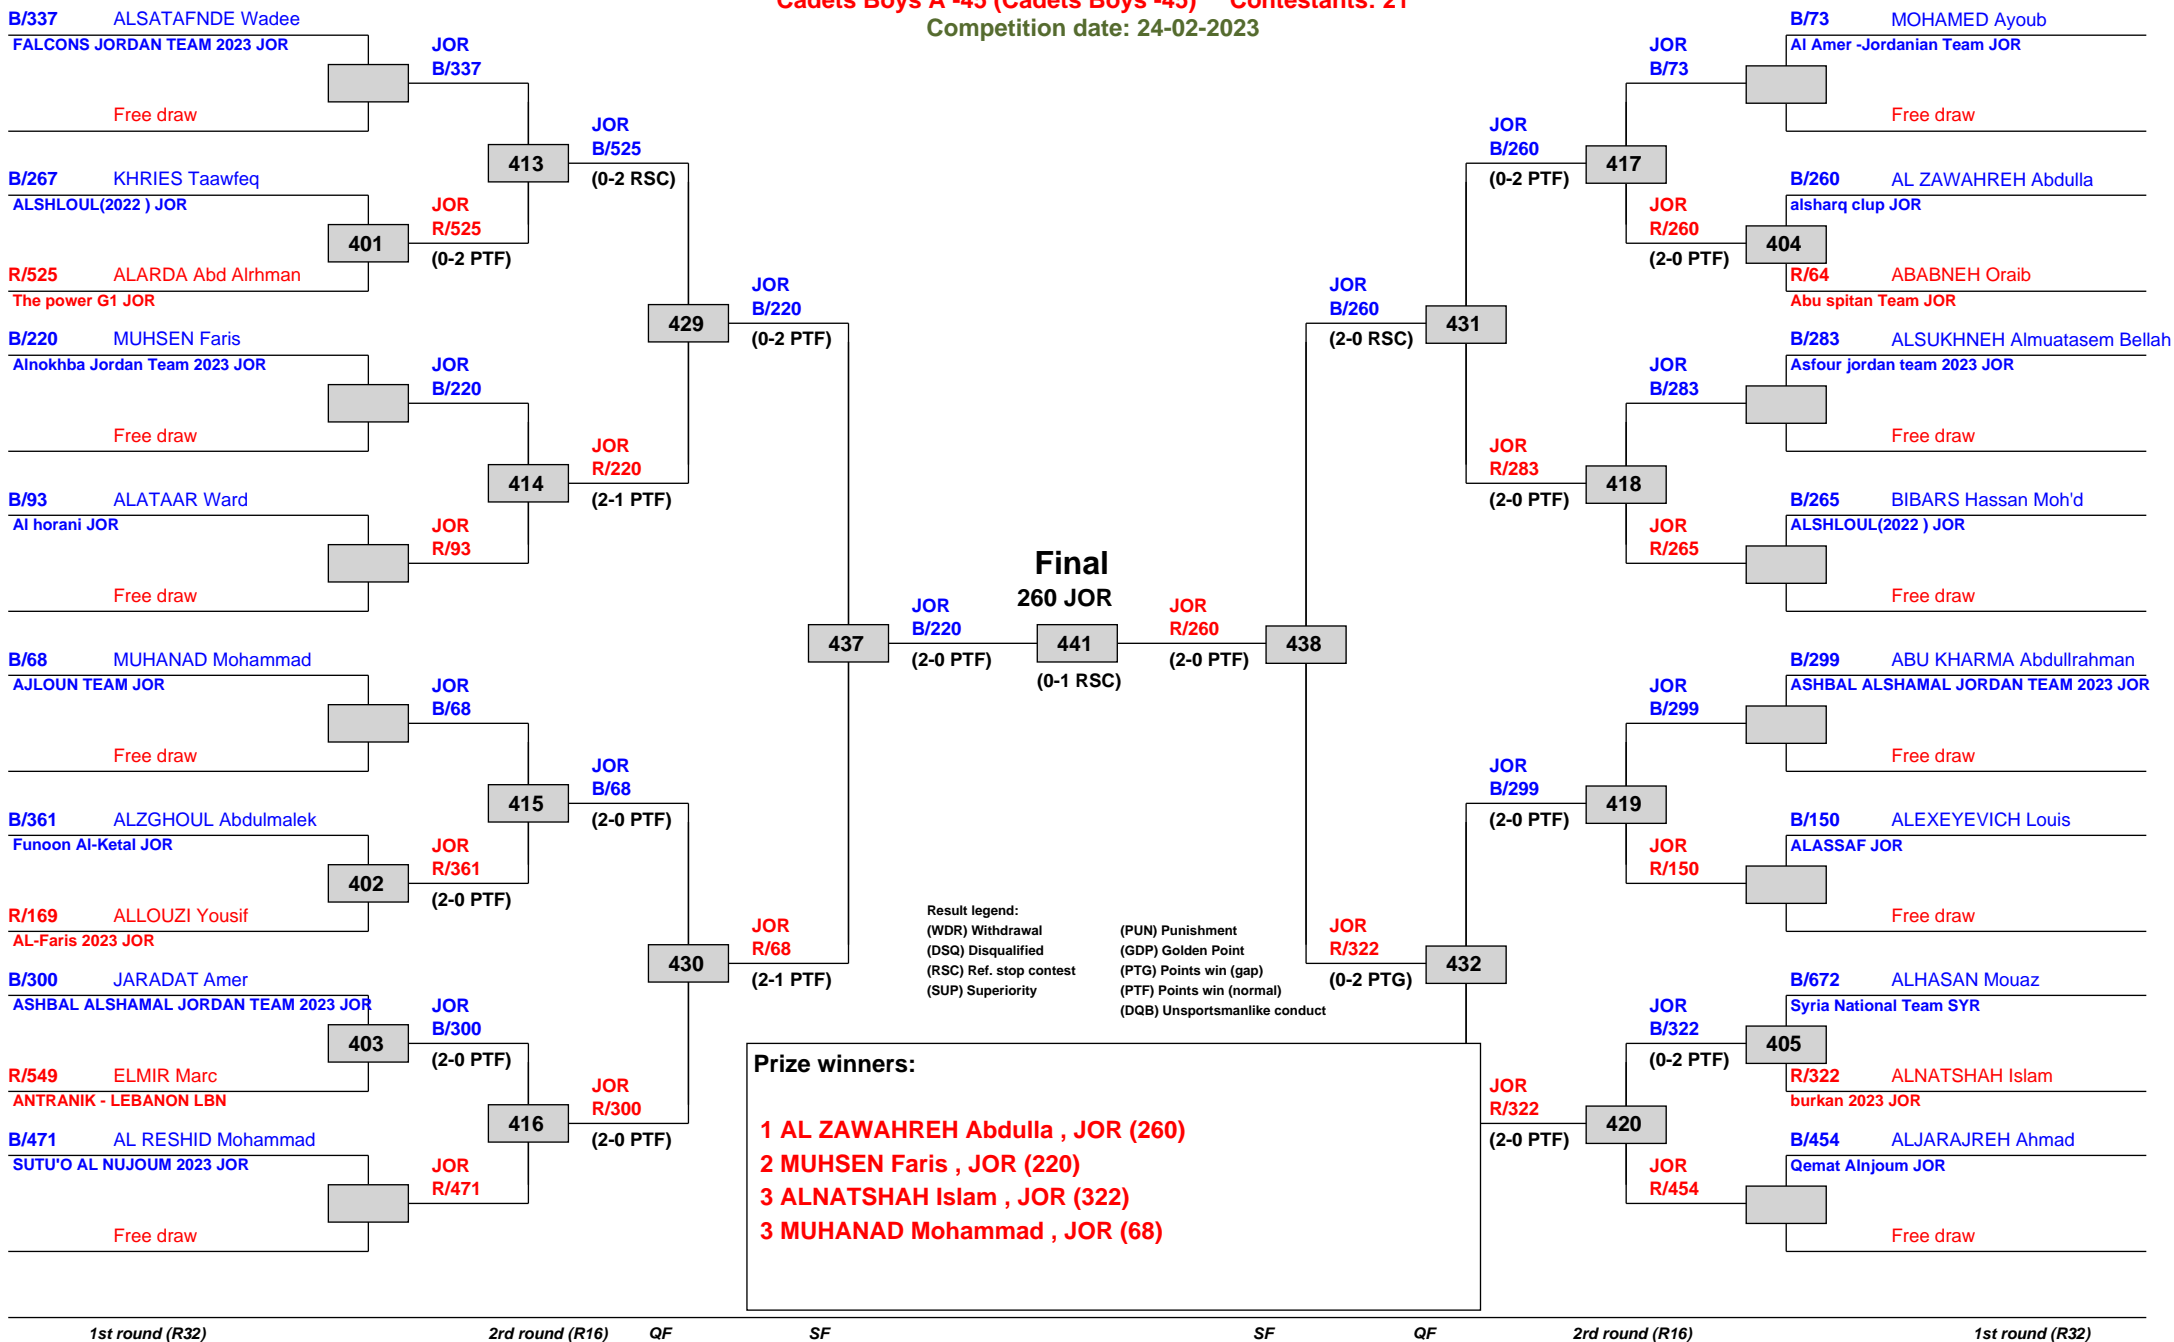 Cadets Boys A -45 (Cadets Boys -45) Contestants: 21
Competition date: 24-02-2023
B/337 ALSATAFNDE Wadee
FALCONS JORDAN TEAM 2023 JOR
Free draw
JOR
B/337
B/267 KHRIES Taawfeq
ALSHLOUL(2022 ) JOR
401
R/525 ALARDA Abd Alrhman
The power G1 JOR
JOR
R/525
(0-2 PTF)
413
JOR
B/525
(0-2 RSC)
B/220 MUHSEN Faris
Alnokhba Jordan Team 2023 JOR
Free draw
JOR
B/220
B/93 ALATAAR Ward
Al horani JOR
Free draw
JOR
R/93
414
JOR
R/220
(2-1 PTF)
429
JOR
B/220
(0-2 PTF)
B/68 MUHANAD Mohammad
AJLOUN TEAM JOR
Free draw
JOR
B/68
B/361 ALZGHOUL Abdulmalek
Funoon Al-Ketal JOR
402
R/169 ALLOUZI Yousif
AL-Faris 2023 JOR
JOR
R/361
(2-0 PTF)
415
JOR
B/68
(2-0 PTF)
B/300 JARADAT Amer
ASHBAL ALSHAMAL JORDAN TEAM 2023 JOR
403
R/549 ELMIR Marc
ANTRANIK - LEBANON LBN
JOR
B/300
(2-0 PTF)
B/471 AL RESHID Mohammad
SUTU'O AL NUJOUM 2023 JOR
Free draw
JOR
R/471
416
JOR
R/300
(2-0 PTF)
430
JOR
R/68
(2-1 PTF)
437
JOR
B/220
(2-0 PTF)
Final
260 JOR
441
(0-1 RSC)
JOR
R/260
(2-0 PTF)
438
JOR
B/260
(2-0 RSC)
431
JOR
B/260
(0-2 PTF)
417
JOR
B/73
B/73 MOHAMED Ayoub
Al Amer -Jordanian Team JOR
Free draw
JOR
R/260
(2-0 PTF)
404
B/260 AL ZAWAHREH Abdulla
alsharq clup JOR
R/64 ABABNEH Oraib
Abu spitan Team JOR
JOR
R/283
(2-0 PTF)
418
JOR
B/283
B/283 ALSUKHNEH Almuatasem Bellah
Asfour jordan team 2023 JOR
Free draw
JOR
R/265
B/265 BIBARS Hassan Moh'd
ALSHLOUL(2022 ) JOR
Free draw
JOR
R/322
(0-2 PTG)
432
JOR
B/299
(2-0 PTF)
419
JOR
B/299
B/299 ABU KHARMA Abdullrahman
ASHBAL ALSHAMAL JORDAN TEAM 2023 JOR
Free draw
JOR
R/150
B/150 ALEXEYEVICH Louis
ALASSAF JOR
Free draw
JOR
R/322
(2-0 PTF)
420
JOR
B/322
(0-2 PTF)
405
B/672 ALHASAN Mouaz
Syria National Team SYR
R/322 ALNATSHAH Islam
burkan 2023 JOR
JOR
R/454
B/454 ALJARAJREH Ahmad
Qemat Alnjoum JOR
Free draw
Result legend:
(WDR) Withdrawal
(DSQ) Disqualified
(RSC) Ref. stop contest
(SUP) Superiority
(PUN) Punishment
(GDP) Golden Point
(PTG) Points win (gap)
(PTF) Points win (normal)
(DQB) Unsportsmanlike conduct
Prize winners:
1 AL ZAWAHREH Abdulla , JOR (260)
2 MUHSEN Faris , JOR (220)
3 ALNATSHAH Islam , JOR (322)
3 MUHANAD Mohammad , JOR (68)
1st round (R32) 2rd round (R16) QF SF SF QF 2rd round (R16) 1st round (R32)